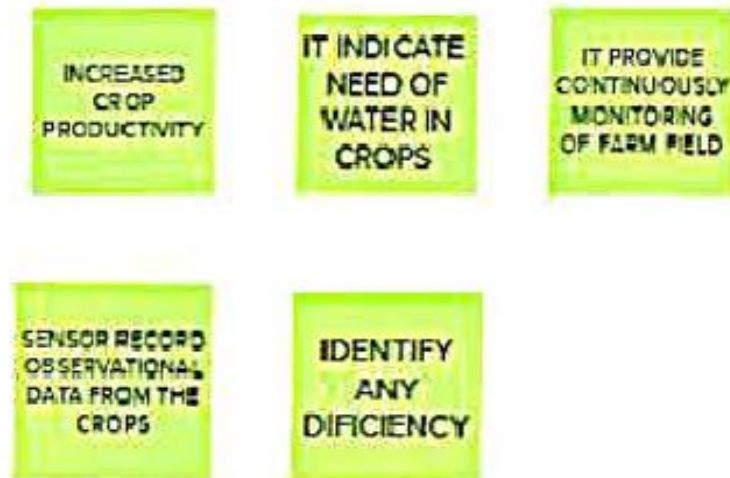 INCREASED
CROP
PRODUCTIVITY
IT INDICATE
NEED OF
WATER IN
CROPS
IT PROVIDE
CONTINUOUSLY
MONITORING
OF FARM FIELD
SENSOR RECORD
OBSERVATIONAL
DATA FROM THE
CROPS
IDENTIFY
ANY
DIFICIENCY